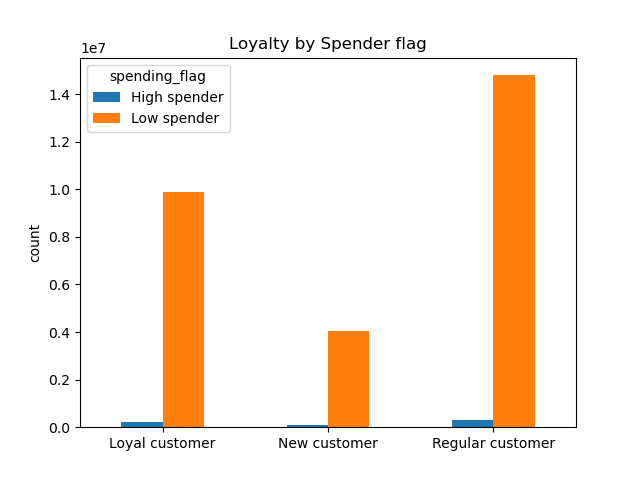 Loyalty by Spender flag
1e7
spending_flag
High spender
Low spender
count
1.4
1.2
1.0
0.8
0.6
0.4
0.2
0.0
Loyal customer
New customer
Regular customer